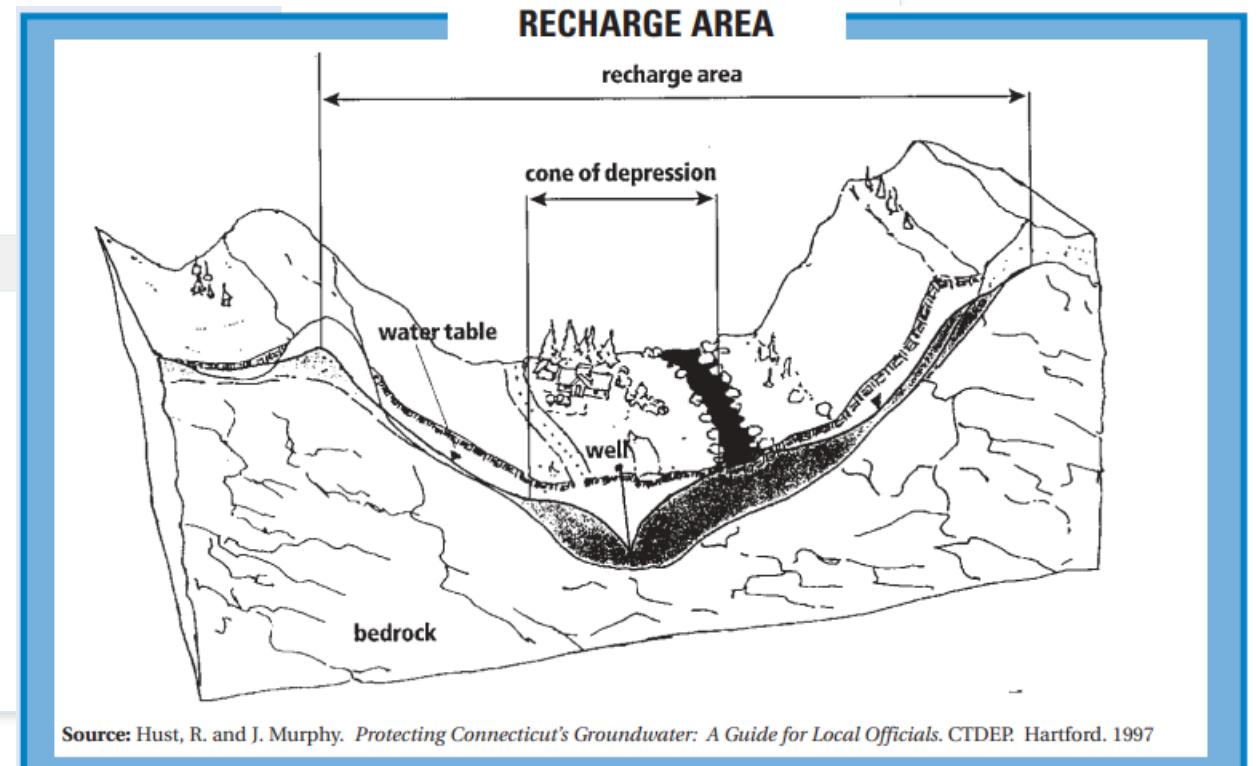 RECHARGE AREA
recharge area
cone of depression
water table
well
bedrock
Source: Hust, R. and J. Murphy. Protecting Connecticut's Groundwater: A Guide for Local Officials. CTDEP. Hartford. 1997